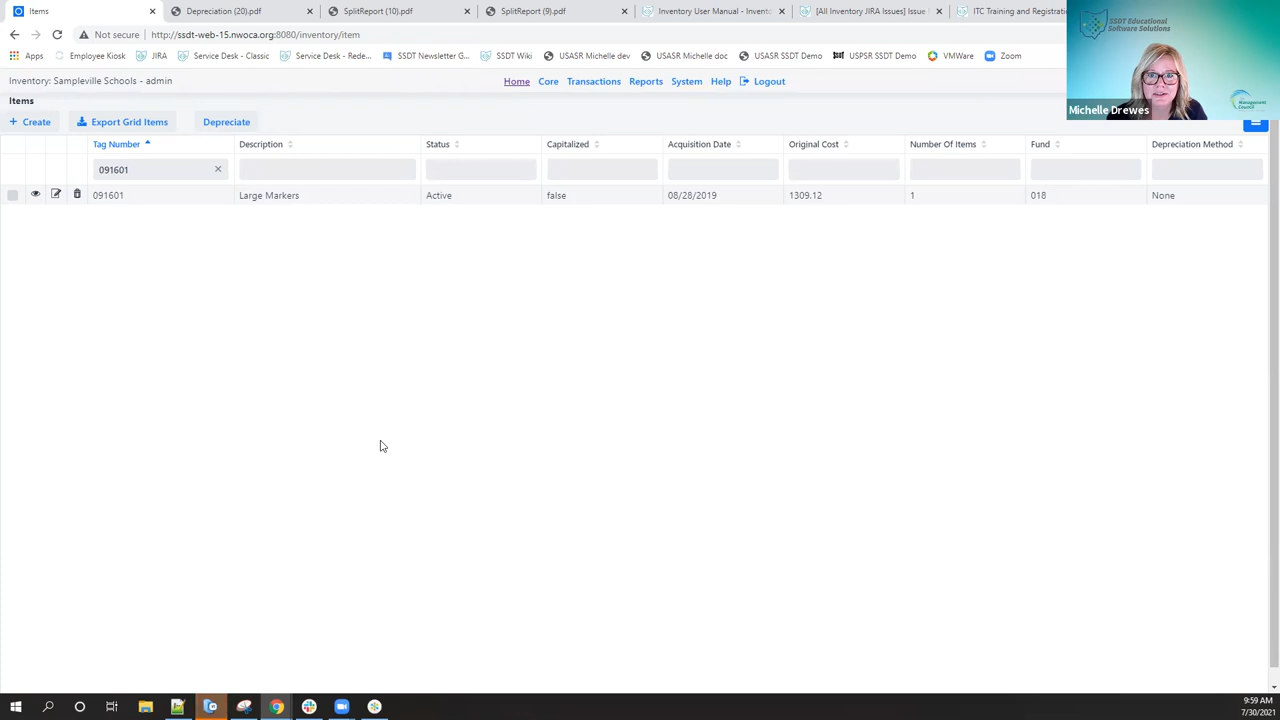 Items
Depreciation (20).pdf
SplitReport (10).pdf
SplitReport (9).pdf
Inventory User Manual - Invento
[All Inventory JIRA Issues] Issue
ITC Training and Registrati
Not secure | http://ssdt-web-15.nwoca.org:8080/inventory/item
Apps Employee Kiosk JIRA Service Desk - Classic Service Desk - Rede... SSDT Newsletter G... SSDT Wiki USASR Michelle dev USASR Michelle doc USASR SSDT Demo USPSR SSDT Demo VMWare Zoom
SSDT Educational
Software Solutions
Management
Council
Michelle Drewes
Inventory: Sampleville Schools - admin Home Core Transactions Reports System Help Logout
Items
+ Create Export Grid Items Depreciate
Tag Number Description Status Capitalized Acquisition Date Original Cost Number Of Items Fund Depreciation Method
091601
091601 Large Markers Active false 08/28/2019 1309.12 1 018 None
9:59 AM
7/30/2021